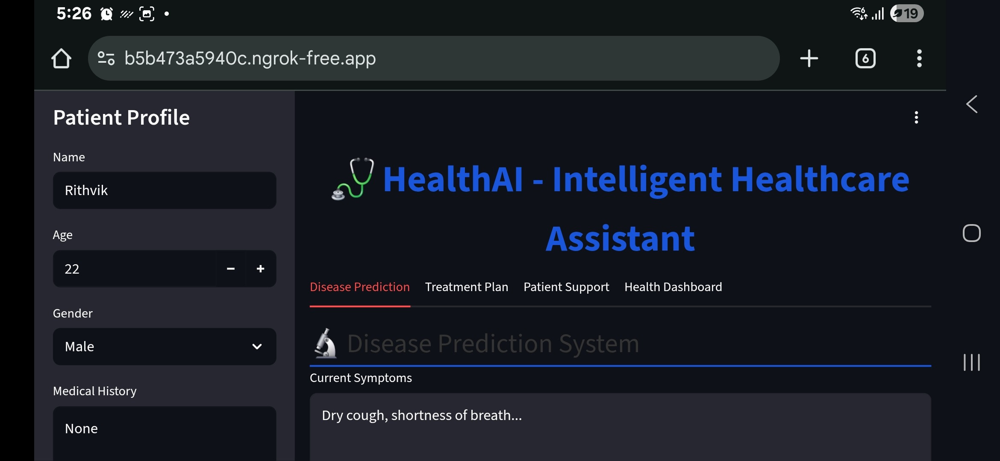 5:26
19
b5b473a5940c.ngrok-free.app
6
Patient Profile
Name
Rithvik
Age
22
Gender
Male
Medical History
None
HealthAI - Intelligent Healthcare
Assistant
Disease Prediction Treatment Plan Patient Support Health Dashboard
Disease Prediction System
Current Symptoms
Dry cough, shortness of breath...